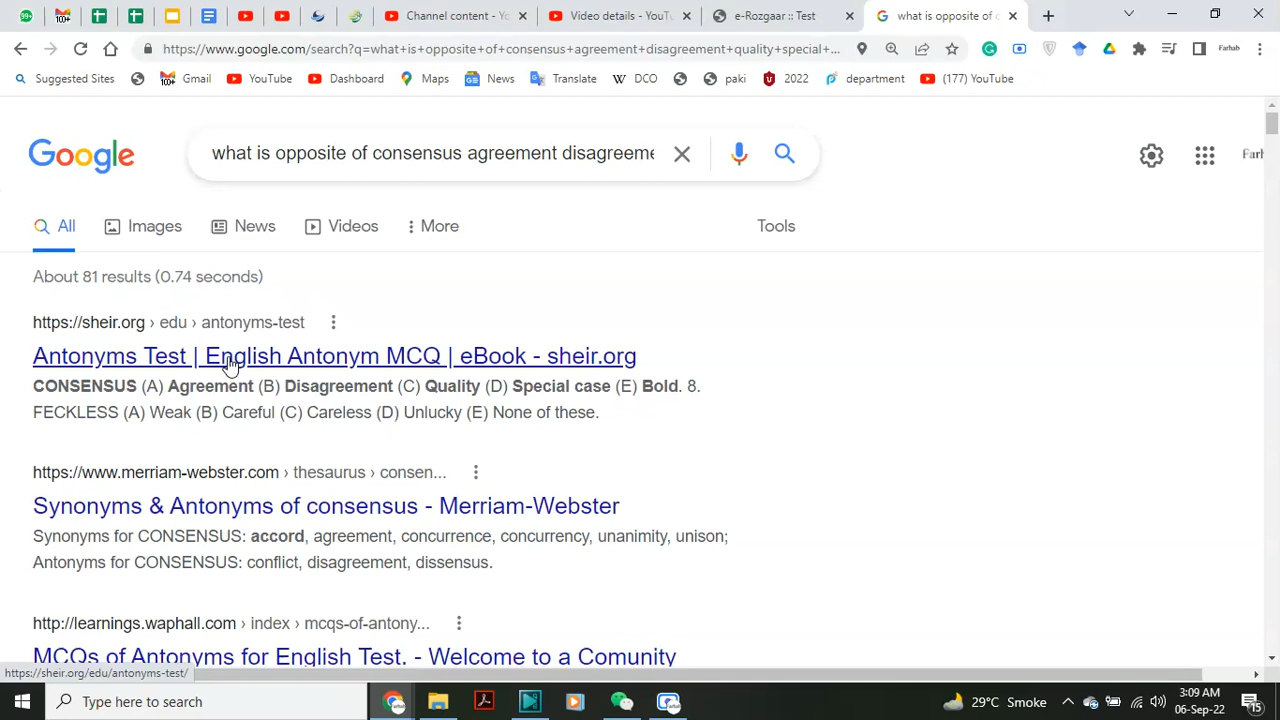 99+
100+
Channel content - Yo
Video details - YouTu
e-Rozgaar :: Test
what is opposite of c
https://www.google.com/search?q=what+is+opposite+of+consensus+agreement+disagreement+quality+special+...
Farhab
Suggested Sites
Gmail
YouTube
Dashboard
Maps
News
Translate
DCO
paki
2022
department
(177) YouTube
Google
what is opposite of consensus agreement disagreeme
Farh
All
Images
News
Videos
More
Tools
About 81 results (0.74 seconds)
https://sheir.org › edu › antonyms-test
Antonyms Test | English Antonym MCQ | eBook - sheir.org
CONSENSUS (A) Agreement (B) Disagreement (C) Quality (D) Special case (E) Bold. 8.
FECKLESS (A) Weak (B) Careful (C) Careless (D) Unlucky (E) None of these.
https://www.merriam-webster.com › thesaurus › consen...
Synonyms & Antonyms of consensus - Merriam-Webster
Synonyms for CONSENSUS: accord, agreement, concurrence, concurrency, unanimity, unison;
Antonyms for CONSENSUS: conflict, disagreement, dissensus.
http://learnings.waphall.com › index › mcqs-of-antony...
MCQs of Antonyms for English Test. - Welcome to a Comunity
https://sheir.org/edu/antonyms-test/
Type here to search
29°C Smoke
3:09 AM
06-Sep-22
15